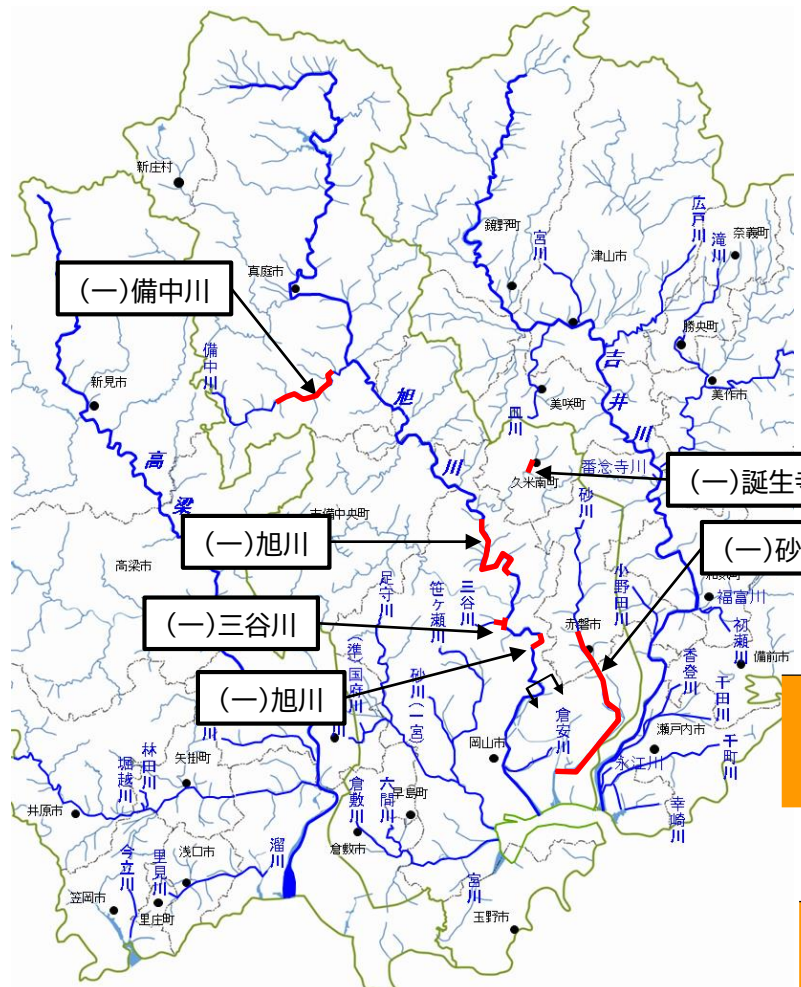 新庄村
真庭市
(一)備中川
備中川
新見市
高
梁
高梁市
旭
川
鏡野町
宮川
津山市
広戸川
滝川
奈義町
勝央町
美作市
吉
井
川
美咲町
皿川
久米南町
番念寺川
(一)誕生
砂川
(一)砂
(一)旭川
(一)三谷川
(一)旭川
足守川
笹ヶ瀬川
三谷川
(準)国府川
砂川(一宮)
小野田川
赤磐市
福富川
初瀬川
備前市
香登川
干田川
千町川
瀬戸内市
永江川
幸崎川
倉安川
岡山市
川
川
林田川
堀越川
矢掛町
井原市
倉敷川
六間川
早島町
倉敷市
今立川
里見川
浅口市
笠岡市
里庄町
溜川
宮川
玉野市